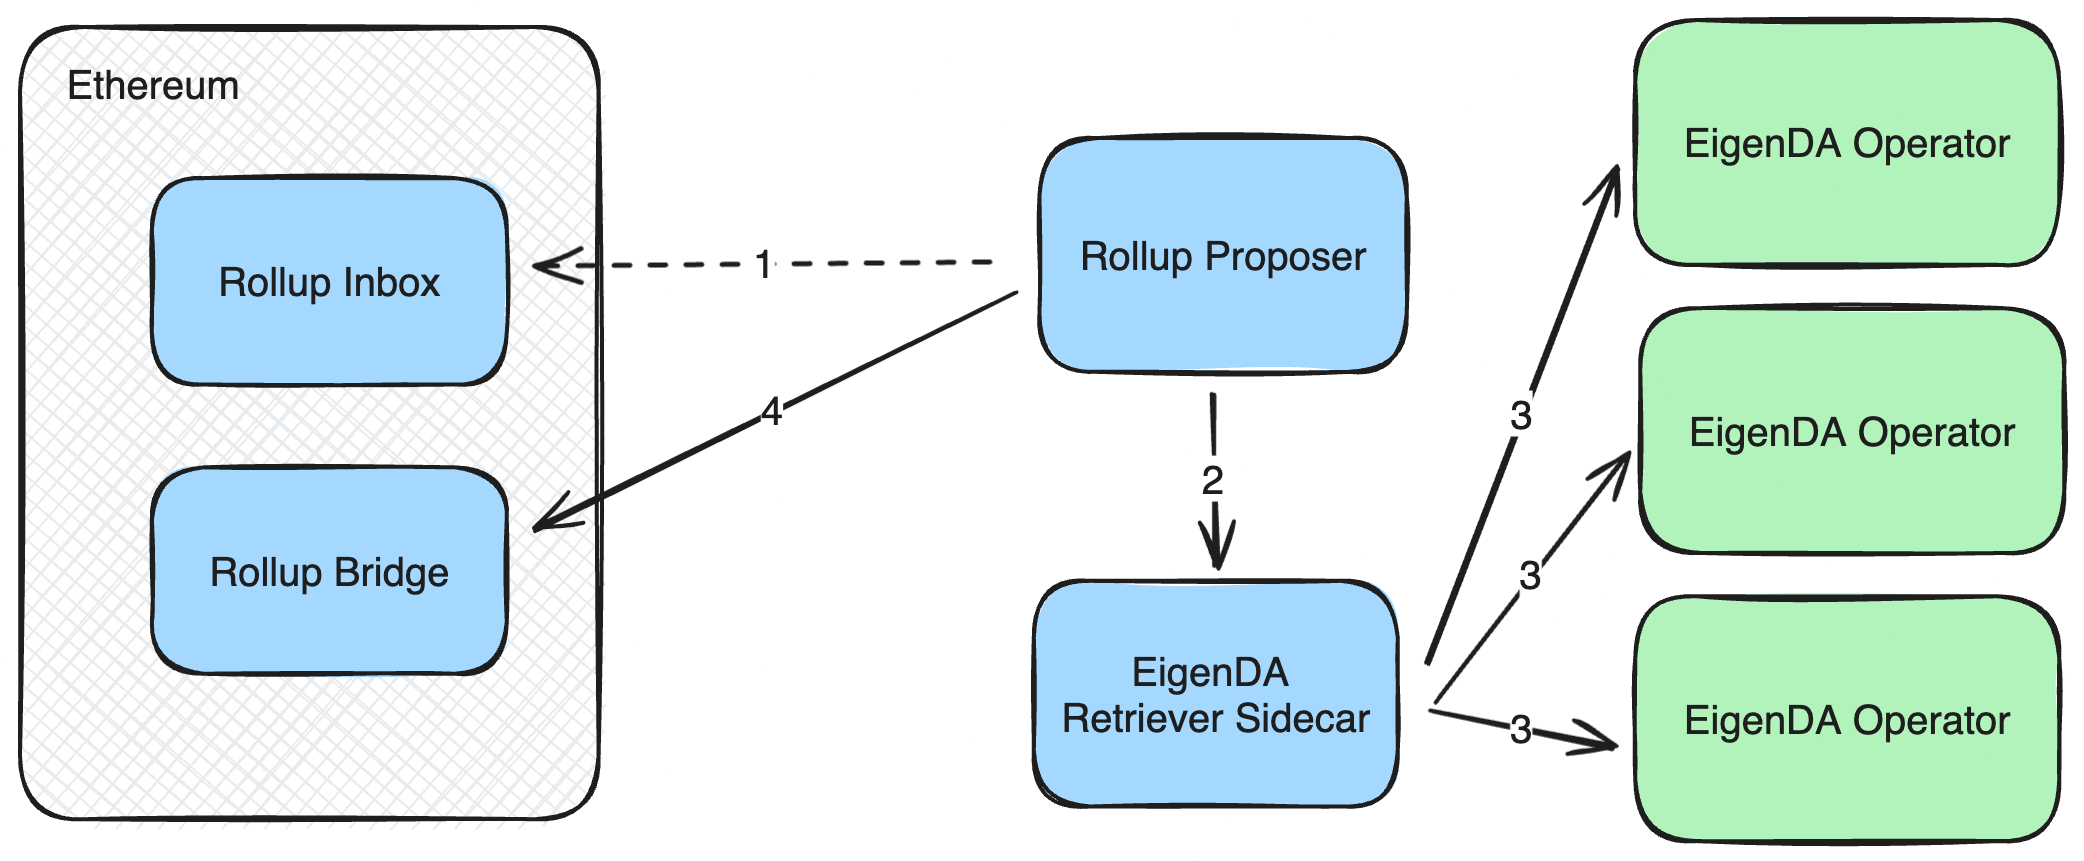 Ethereum
Rollup Inbox
Rollup Bridge
1
4
Rollup Proposer
2
EigenDA
Retriever Sidecar
3
3
3
EigenDA Operator
EigenDA Operator
EigenDA Operator